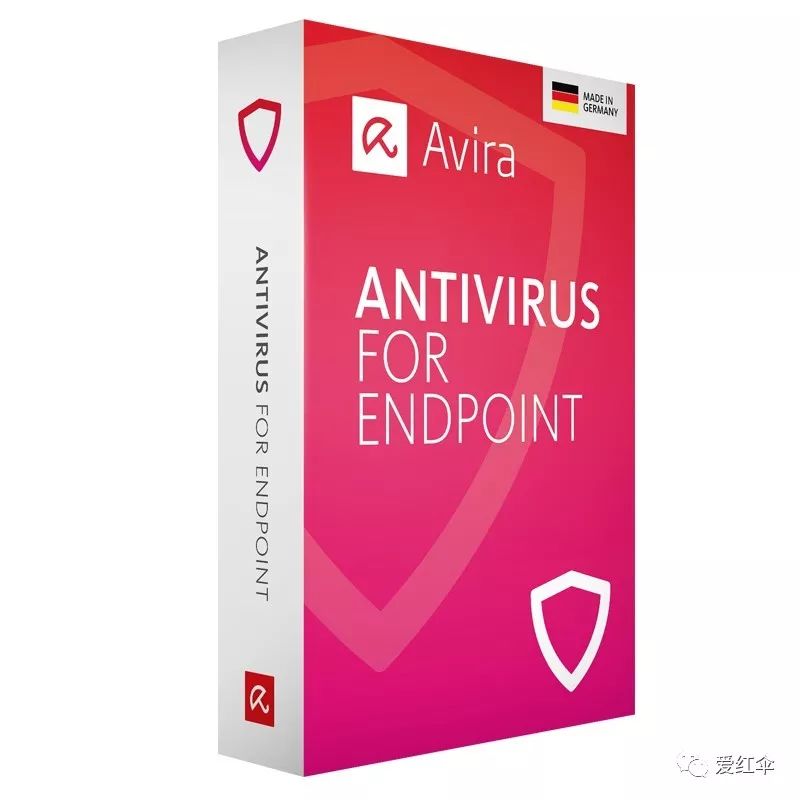 MADE IN
GERMANY
Avira
ANTIVIRUS
FOR
ENDPOINT
ANTIVIRUS FOR ENDPOINT
爱红伞